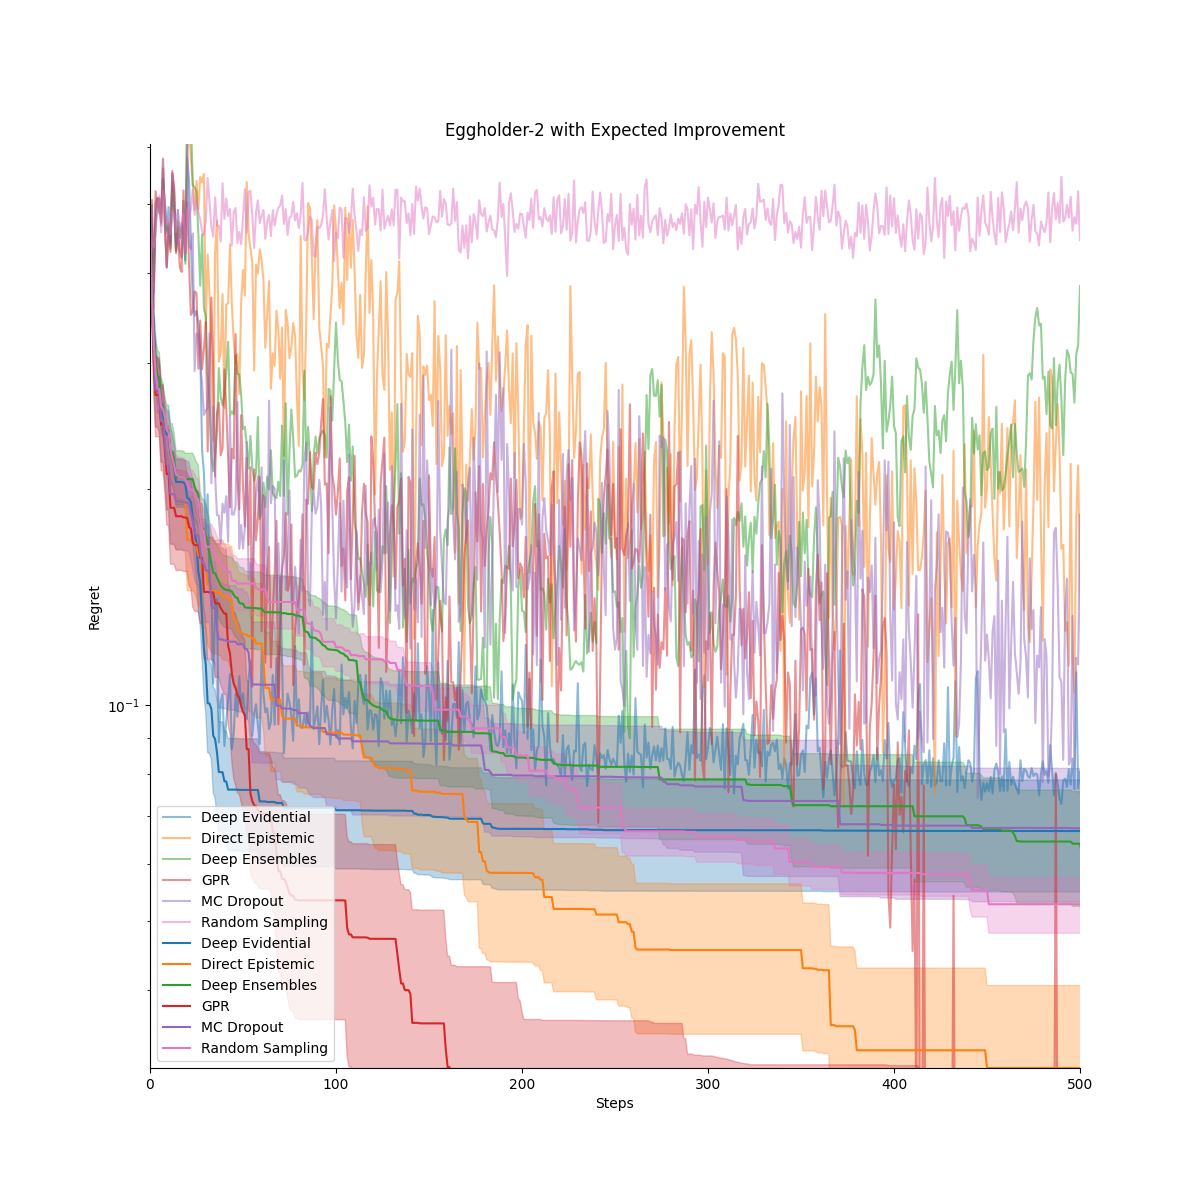 Eggholder-2 with Expected Improvement
Regret
10⁻¹
Deep Evidential
Direct Epistemic
Deep Ensembles
GPR
MC Dropout
Random Sampling
Deep Evidential
Direct Epistemic
Deep Ensembles
GPR
MC Dropout
Random Sampling
0 100 200 300 400 500
Steps